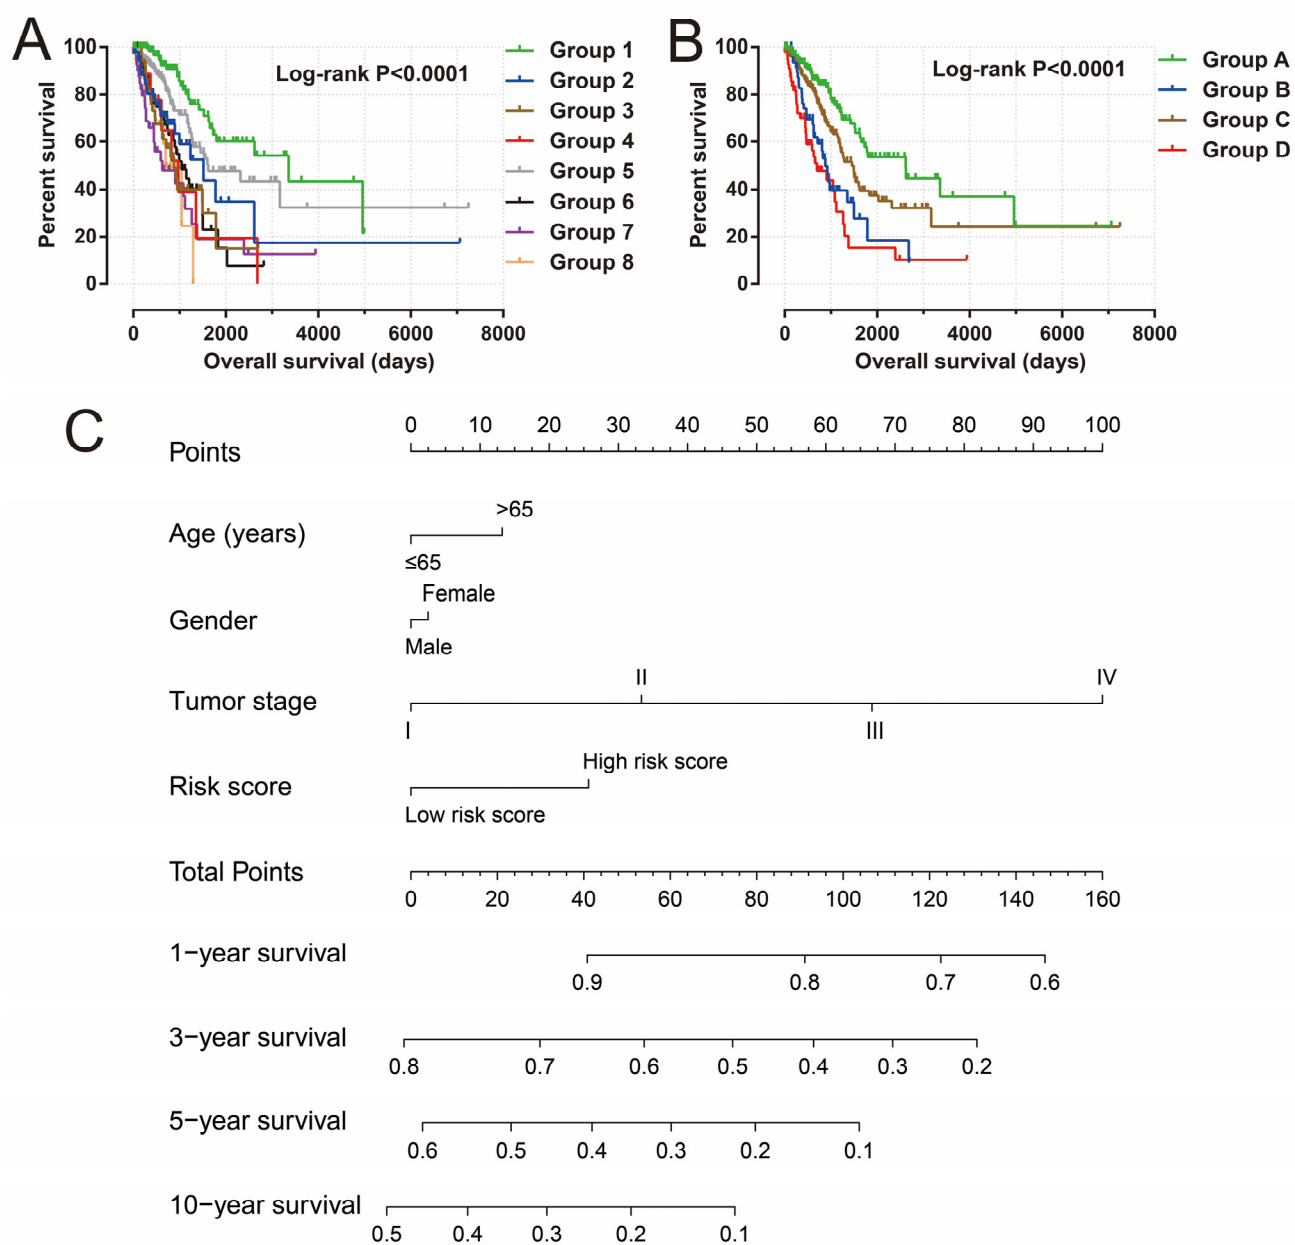 A
Percent survival
100
80
60
40
20
0
Log-rank P<0.0001
0 2000 4000 6000 8000
Overall survival (days)
Group 1
Group 2
Group 3
Group 4
Group 5
Group 6
Group 7
Group 8
B
Percent survival
100
80
60
40
20
0
Log-rank P<0.0001
0 2000 4000 6000 8000
Overall survival (days)
Group A
Group B
Group C
Group D
C
0 10 20 30 40 50 60 70 80 90 100
Points
>65
Age (years)
≤65
Female
Gender
Male
II IV
Tumor stage
I III
High risk score
Risk score
Low risk score
Total Points
0 20 40 60 80 100 120 140 160
1−year survival
0.9 0.8 0.7 0.6
3−year survival
0.8 0.7 0.6 0.5 0.4 0.3 0.2
5−year survival
0.6 0.5 0.4 0.3 0.2 0.1
10−year survival
0.5 0.4 0.3 0.2 0.1